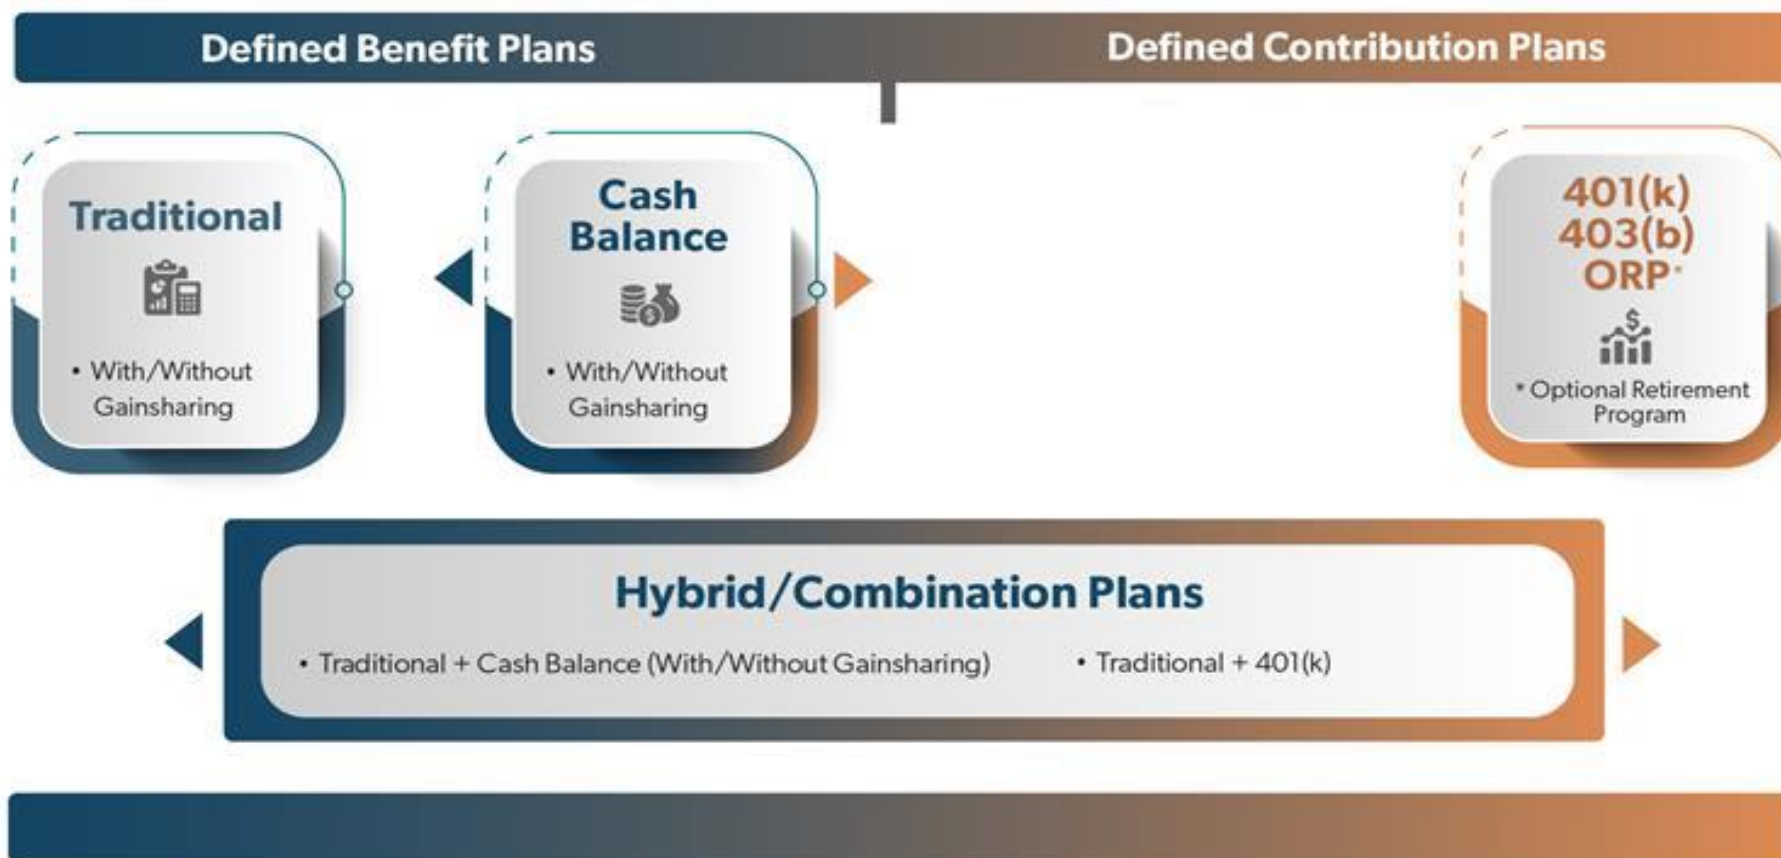 Defined Benefit Plans
Defined Contribution Plans
Traditional
• With/Without
Gainsharing
Cash
Balance
• With/Without
Gainsharing
401(k)
403(b)
ORP*
* Optional Retirement
Program
Hybrid/Combination Plans
• Traditional + Cash Balance (With/Without Gainsharing)
• Traditional + 401(k)